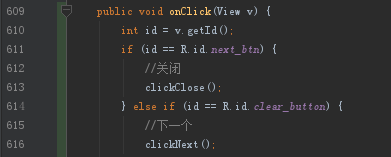 609 public void onClick(View v) {
610 int id = v.getId();
611 if (id == R.id.next_btn) {
612 //关闭
613 clickClose();
614 } else if (id == R.id.clear_button) {
615 //下一个
616 clickNext();